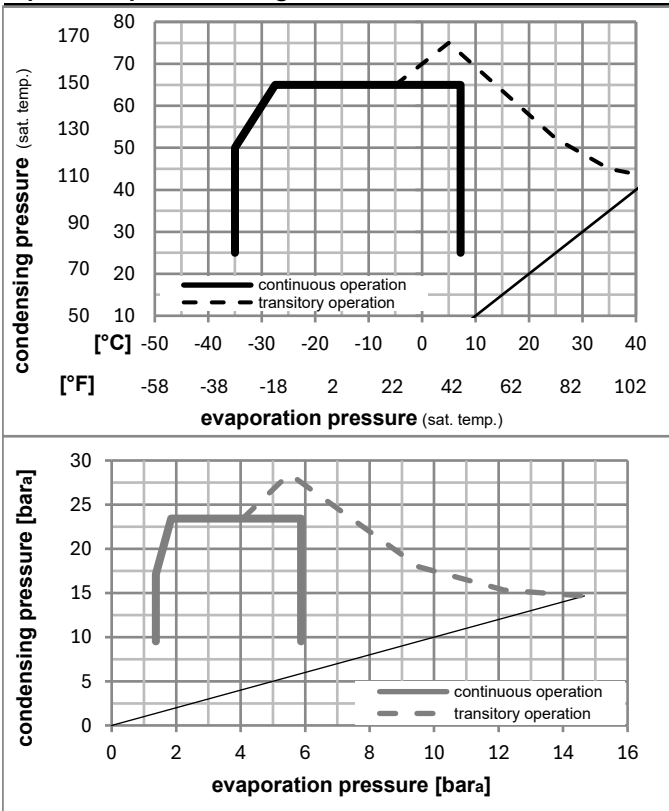 condensing pressure (sat. temp.)
170 80
70
150 60
130 50
110 40
90 30
70 20
50 10
continuous operation
transitory operation
[°C] -50 -40 -30 -20 -10 0 10 20 30 40
[°F] -58 -38 -18 2 22 42 62 82 102
evaporation pressure (sat. temp.)
condensing pressure [bara]
30
25
20
15
10
5
0
continuous operation
transitory operation
0 2 4 6 8 10 12 14 16
evaporation pressure [bara]